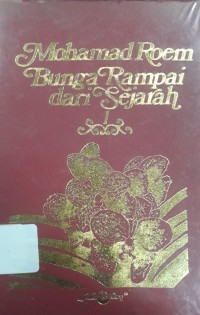 Mohamad Roem
Bunga Rampai
dari Sejarah
1